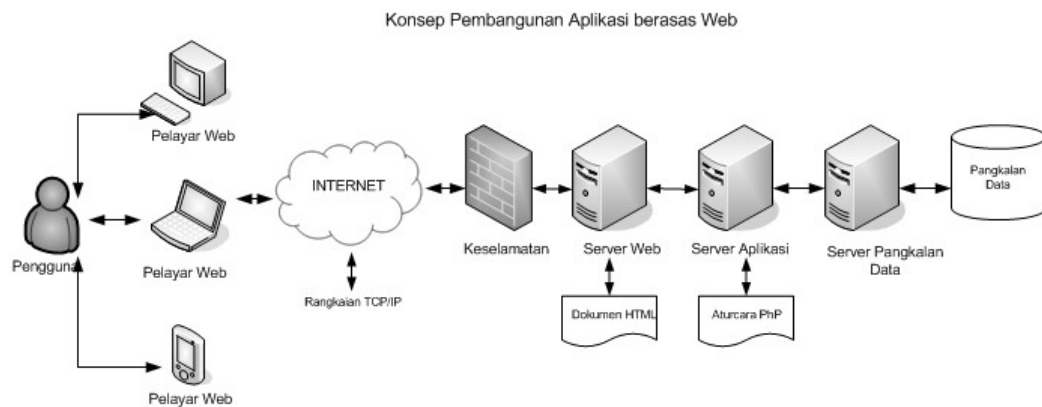 Konsep Pembangunan Aplikasi berasas Web
Pelayar Web
Pengguna
Pelayar Web
Pelayar Web
INTERNET
Rangkaian TCP/IP
Keselamatan
Server Web
Dokumen HTML
Server Aplikasi
Aturcara PhP
Server Pangkalan
Data
Pangkalan
Data